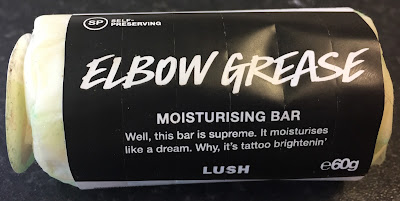 SP SELF-
PRESERVING
ELBOW GREASE
MOISTURISING BAR
Well, this bar is supreme. It moisturises
like a dream. Why, it's tattoo brightenin'
LUSH ℮60g